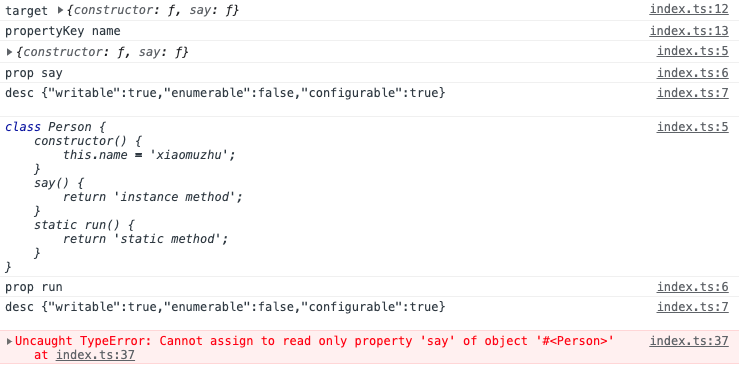 target ▶{constructor: ƒ, say: ƒ} index.ts:12
propertyKey name index.ts:13
▶{constructor: ƒ, say: ƒ} index.ts:5
prop say index.ts:6
desc {"writable":true,"enumerable":false,"configurable":true} index.ts:7
class Person { index.ts:5
    constructor() {
        this.name = 'xiaomuzhu';
    }
    say() {
        return 'instance method';
    }
    static run() {
        return 'static method';
    }
}
prop run index.ts:6
desc {"writable":true,"enumerable":false,"configurable":true} index.ts:7
▶Uncaught TypeError: Cannot assign to read only property 'say' of object '#<Person>' index.ts:37
    at index.ts:37